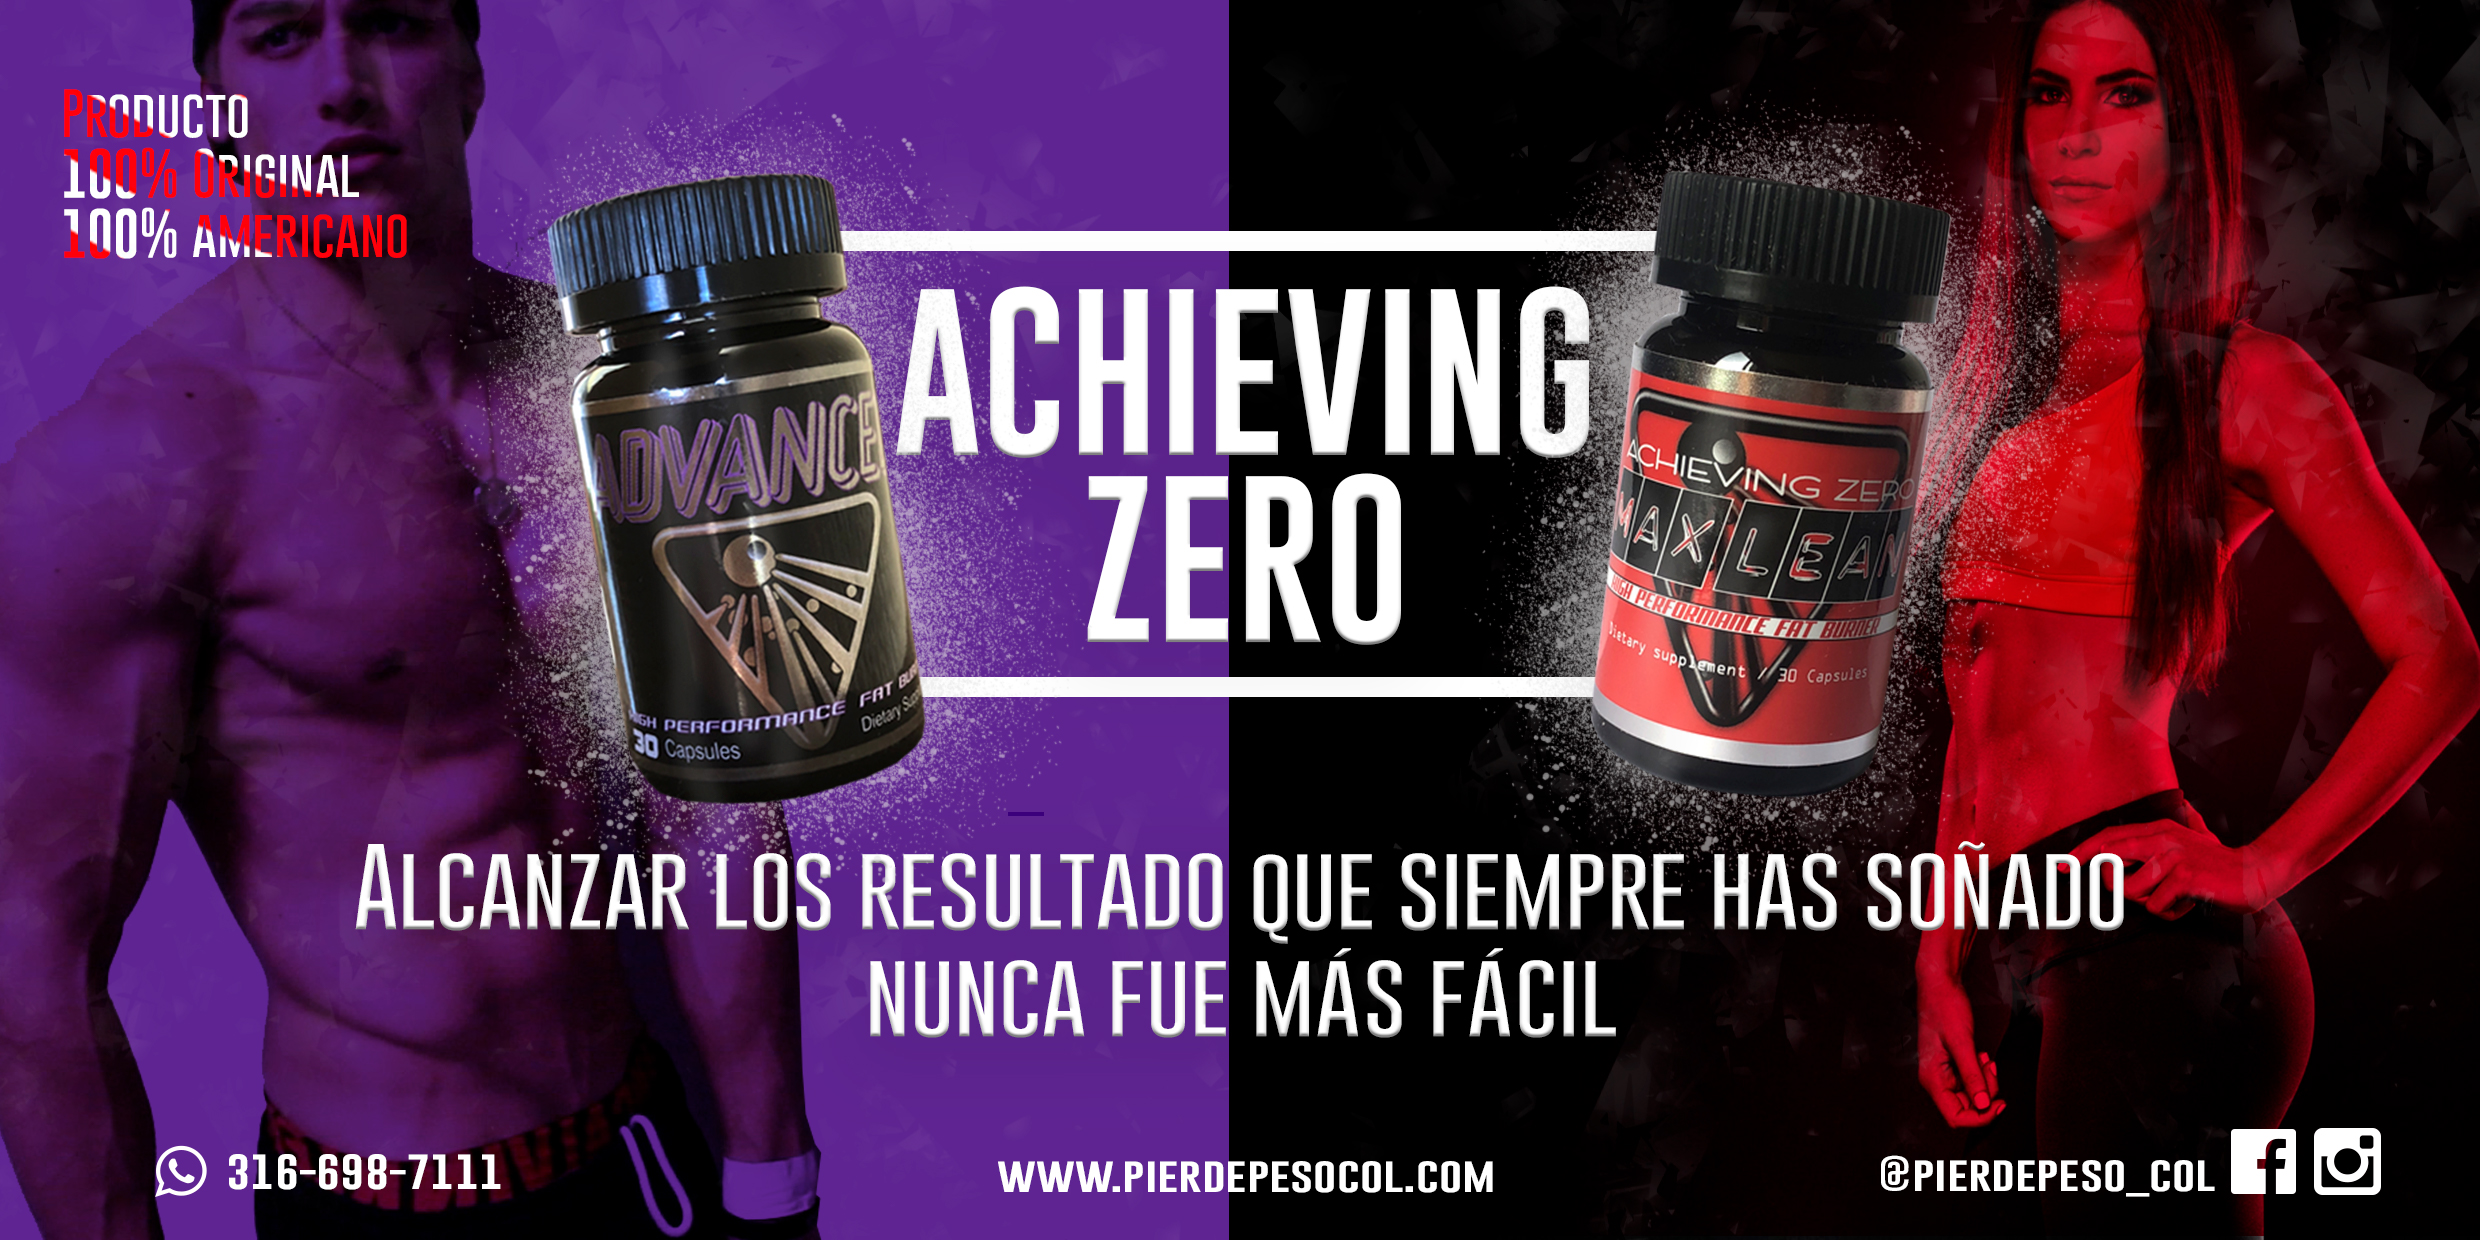 Producto
100% Original
100% americano
ACHIEVING
ZERO
ADVANCE
HIGH PERFORMANCE FAT
30 Capsules
Dietary
ACHIEVING ZERO
MAXLEAN
HIGH PERFORMANCE FAT BURNER
Dietary supplement / 30 Capsules
Alcanzar los resultado que siempre has soñado
nunca fue más fácil
316-698-7111
www.pierdepesocol.com
@pierdepeso_col